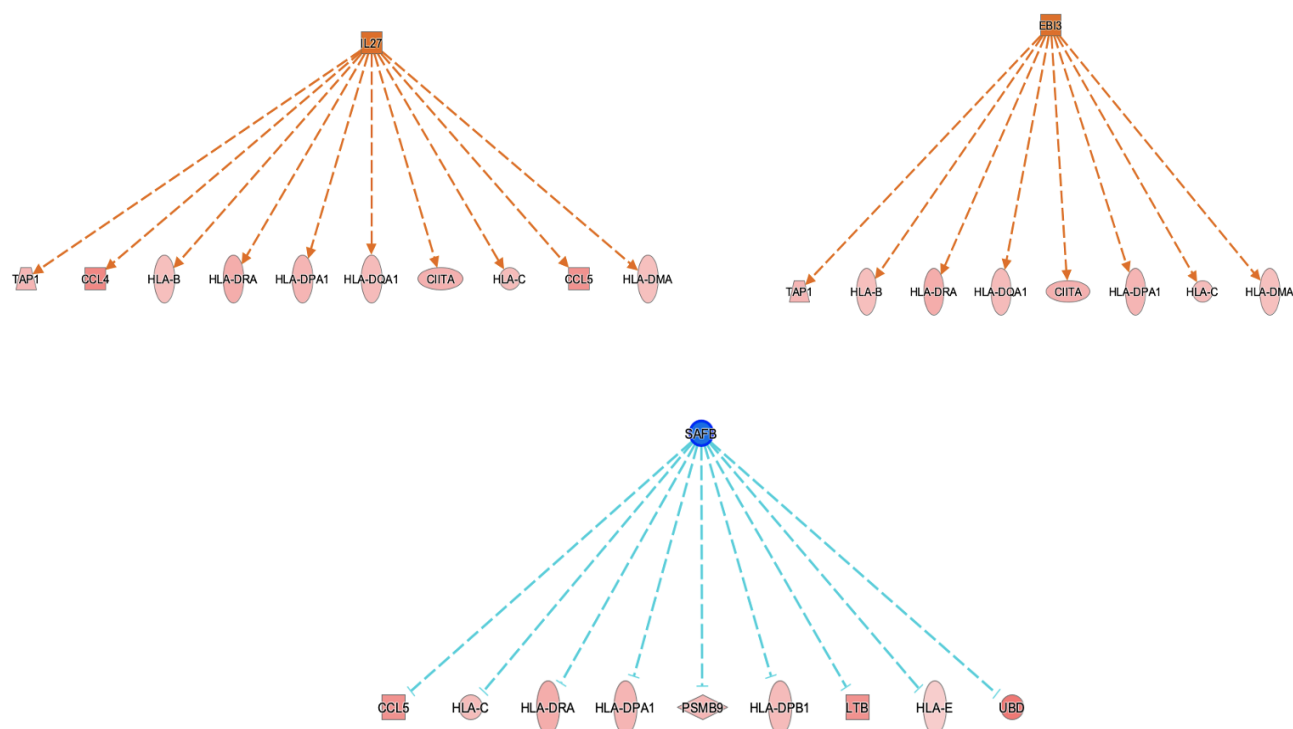 IL27
EBI3
TAP1 CCL4 HLA-B HLA-DRA HLA-DPA1 HLA-DQA1 CIITA HLA-C CCL5 HLA-DMA
TAP1 HLA-B HLA-DRA HLA-DQA1 CIITA HLA-DPA1 HLA-C HLA-DMA
SAFB
CCL5 HLA-C HLA-DRA HLA-DPA1 PSMB9 HLA-DPB1 LTB HLA-E UBD